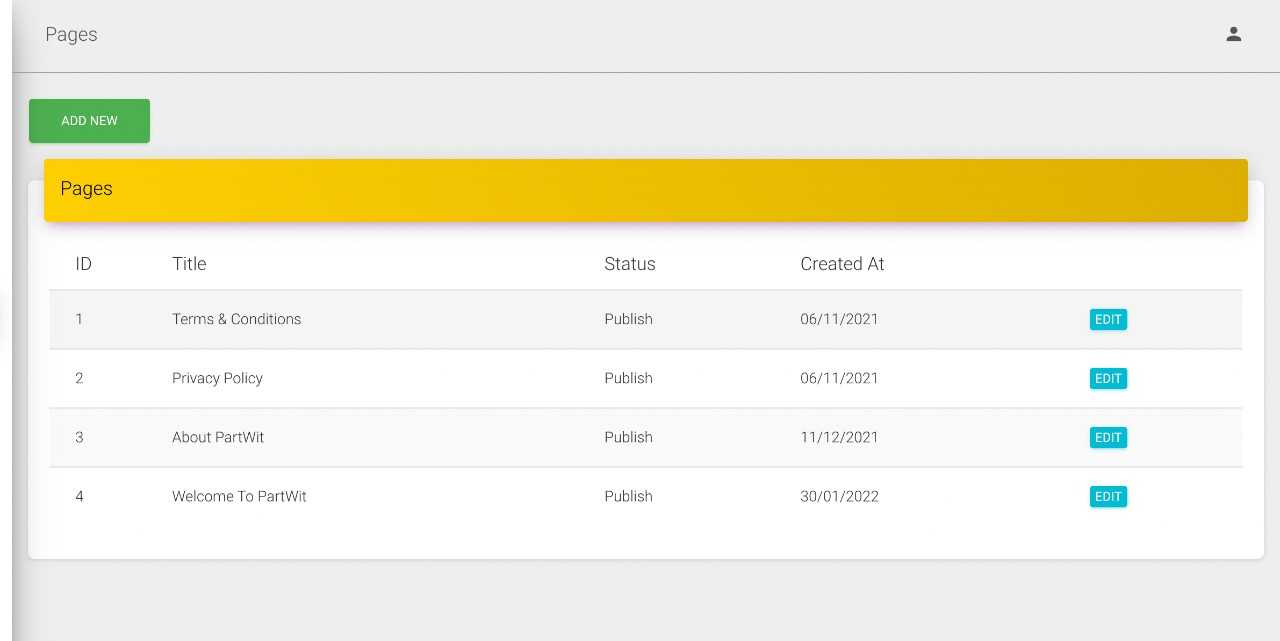 Pages
ADD NEW
Pages
ID Title Status Created At
1 Terms & Conditions Publish 06/11/2021 EDIT
2 Privacy Policy Publish 06/11/2021 EDIT
3 About PartWit Publish 11/12/2021 EDIT
4 Welcome To PartWit Publish 30/01/2022 EDIT